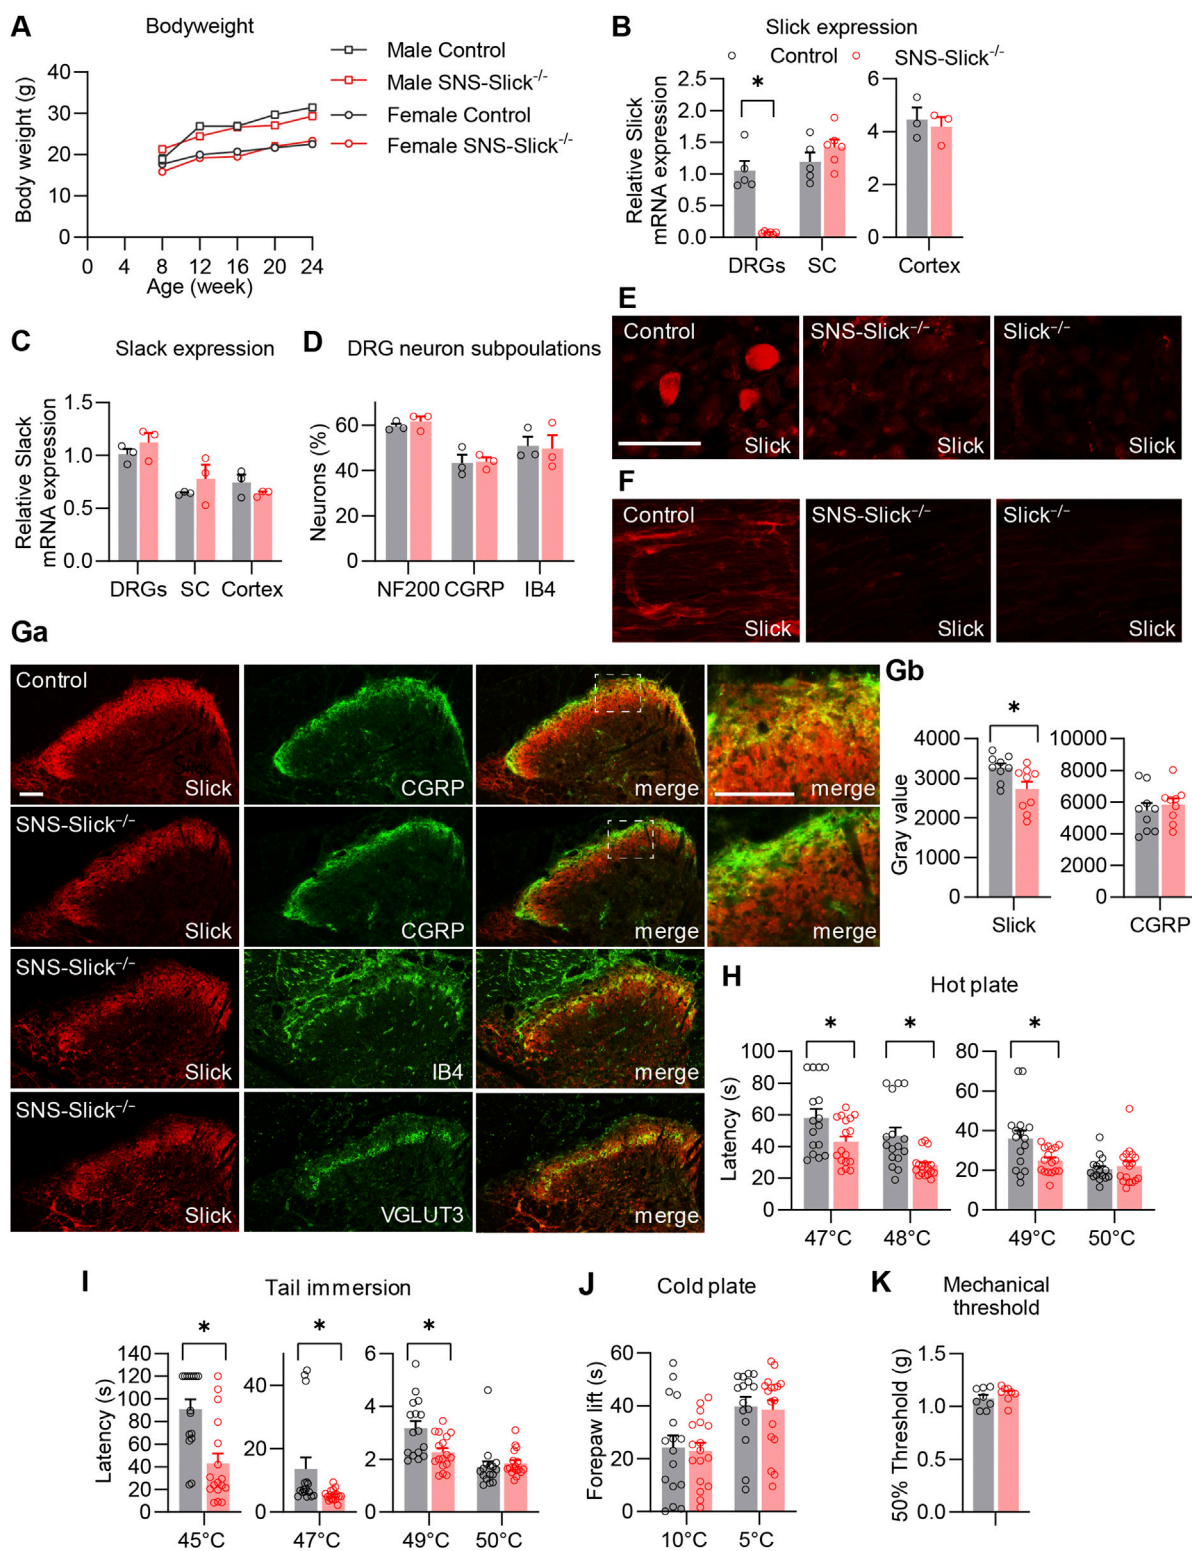 A
Bodyweight
Male Control
Male SNS-Slick⁻/⁻
Female Control
Female SNS-Slick⁻/⁻
Body weight (g)
40
30
20
10
0
0 4 8 12 16 20 24
Age (week)
B
Slick expression
Control SNS-Slick⁻/⁻
Relative Slick
mRNA expression
2.5
2.0
1.5
1.0
0.5
0.0
*
DRGs SC
6
4
2
0
Cortex
C
Slack expression
Relative Slack
mRNA expression
1.5
1.0
0.5
0.0
DRGs SC Cortex
D
DRG neuron subpoulations
Neurons (%)
60
40
20
0
NF200 CGRP IB4
E
Control
Slick
SNS-Slick⁻/⁻
Slick
Slick⁻/⁻
Slick
F
Control
Slick
SNS-Slick⁻/⁻
Slick
Slick⁻/⁻
Slick
Ga
Control
Slick
Slick
CGRP
merge
merge
SNS-Slick⁻/⁻
Slick
CGRP
merge
merge
SNS-Slick⁻/⁻
Slick
IB4
merge
SNS-Slick⁻/⁻
Slick
VGLUT3
merge
Gb
Gray value
4000
3000
2000
1000
0
*
Slick
10000
8000
6000
4000
2000
0
CGRP
H
Hot plate
Latency (s)
100
80
60
40
20
0
* *
47°C 48°C
80
60
40
20
0
*
49°C 50°C
I
Tail immersion
Latency (s)
140
120
100
80
60
40
20
0
*
45°C
40
20
0
*
47°C
6
4
2
0
*
49°C 50°C
J
Cold plate
Forepaw lift (s)
60
40
20
0
10°C 5°C
K
Mechanical
threshold
50% Threshold (g)
1.5
1.0
0.5
0.0